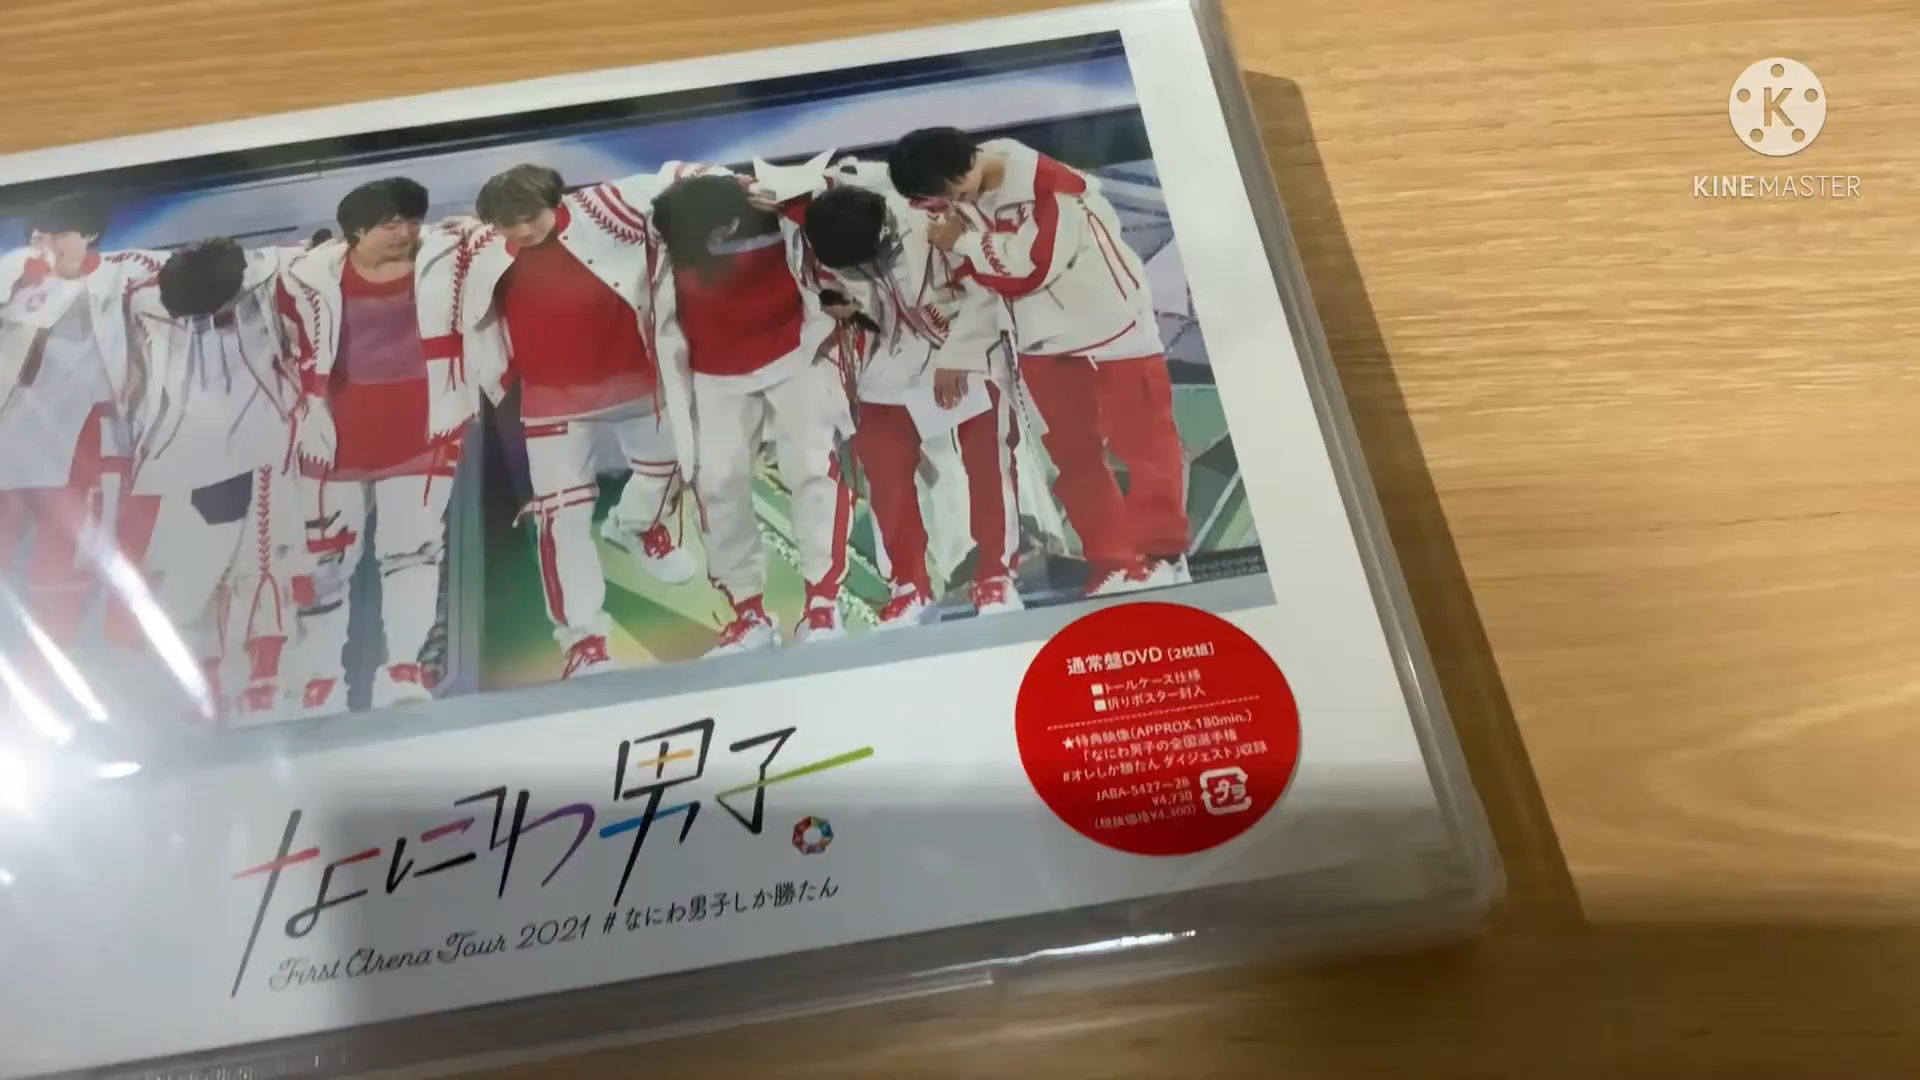 KINEMASTER
通常盤DVD [2枚組]
■トールケース仕様
■折りポスター封入
★特典映像(APPROX.180min.)
「なにわ男子の全国選手権
#オレしか勝たん ダイジェスト」収録
JABA-5427〜28
¥4,730
(税抜価格¥4,300)
プラ
なにわ男子
First Arena Tour 2021 #なにわ男子しか勝たん